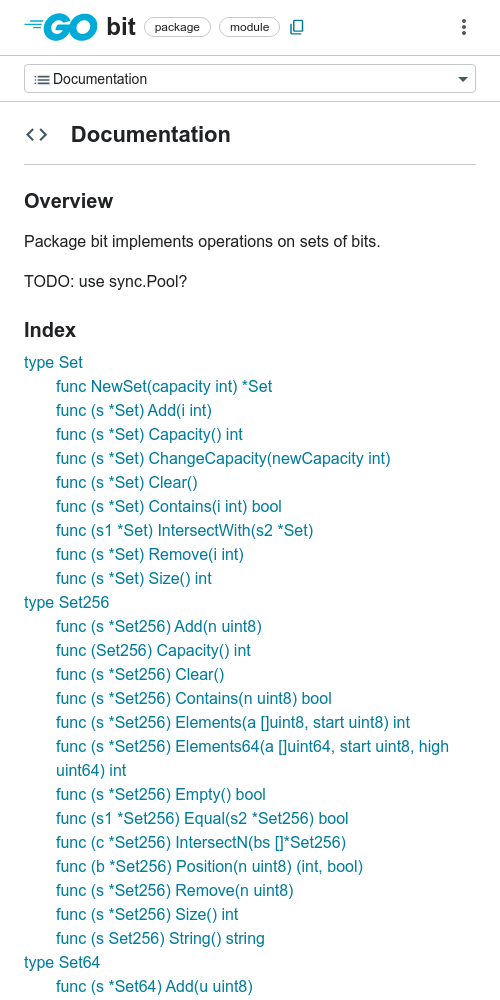 GO bit package module
Documentation
Documentation
Overview
Package bit implements operations on sets of bits.
TODO: use sync.Pool?
Index
type Set
func NewSet(capacity int) *Set
func (s *Set) Add(i int)
func (s *Set) Capacity() int
func (s *Set) ChangeCapacity(newCapacity int)
func (s *Set) Clear()
func (s *Set) Contains(i int) bool
func (s1 *Set) IntersectWith(s2 *Set)
func (s *Set) Remove(i int)
func (s *Set) Size() int
type Set256
func (s *Set256) Add(n uint8)
func (Set256) Capacity() int
func (s *Set256) Clear()
func (s *Set256) Contains(n uint8) bool
func (s *Set256) Elements(a []uint8, start uint8) int
func (s *Set256) Elements64(a []uint64, start uint8, high
uint64) int
func (s *Set256) Empty() bool
func (s1 *Set256) Equal(s2 *Set256) bool
func (c *Set256) IntersectN(bs []*Set256)
func (b *Set256) Position(n uint8) (int, bool)
func (s *Set256) Remove(n uint8)
func (s *Set256) Size() int
func (s Set256) String() string
type Set64
func (s *Set64) Add(u uint8)